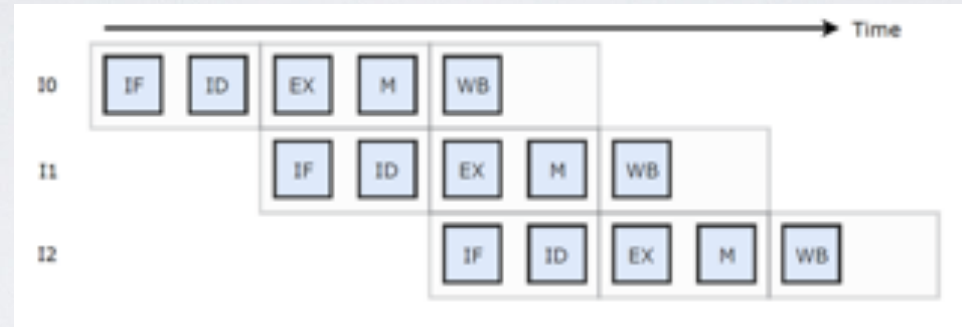 Time
I0 IF ID EX M WB
I1 IF ID EX M WB
I2 IF ID EX M WB